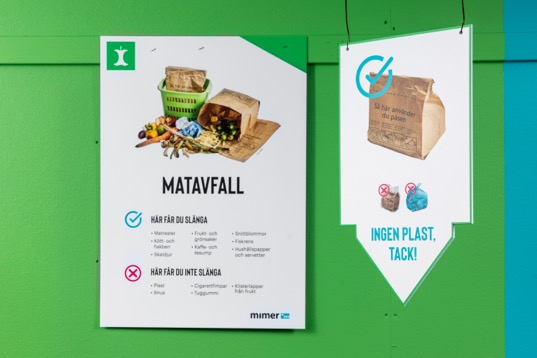 MATAVFALL
HÄR FÅR DU SLÄNGA
• Matrester
• Kött- och
fiskben
• Skaldjur
• Frukt- och
grönsaker
• Kaffe- och
tesump
• Snittblommor
• Fiskrens
• Hushållspapper
och servetter
HÄR FÅR DU INTE SLÄNGA
• Plast
• Snus
• Cigarettfimpar
• Tuggummi
• Klisterlappar
från frukt
mimer
Så här använder
du påsen
INGEN PLAST,
TACK!